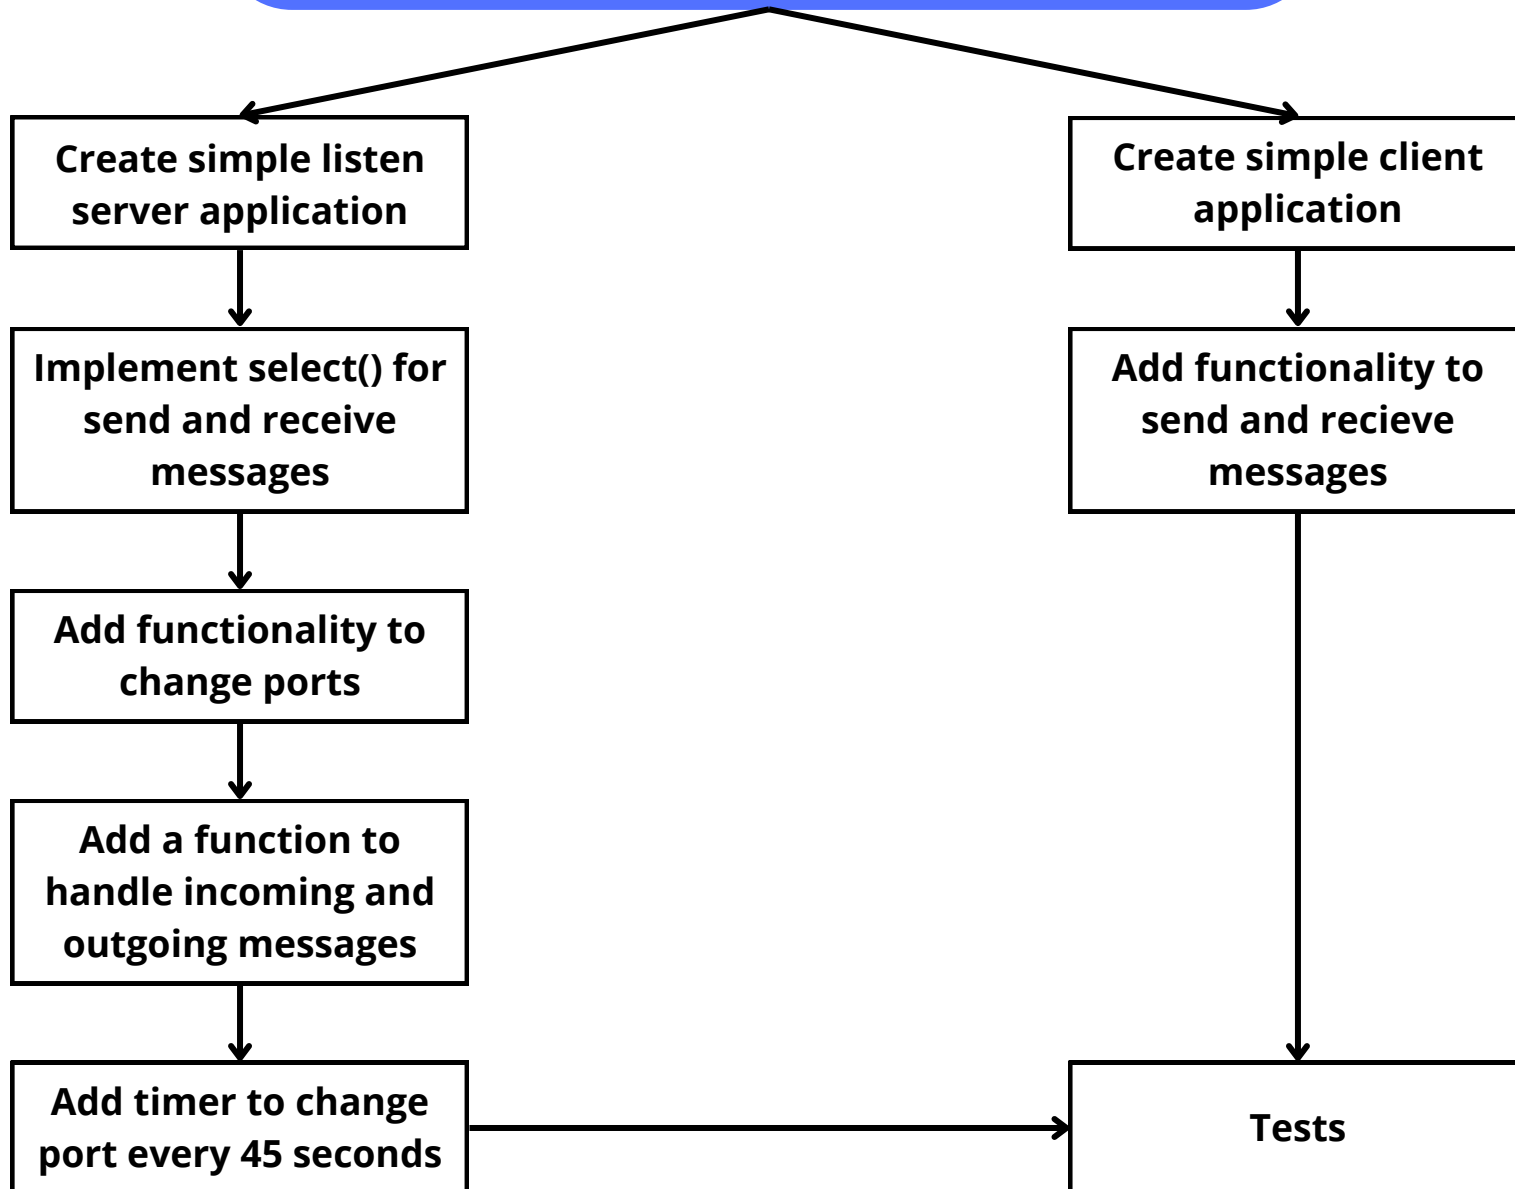 Create simple listen
server application
Create simple client
application
Implement select() for
send and receive
messages
Add functionality to
send and recieve
messages
Add functionality to
change ports
Add a function to
handle incoming and
outgoing messages
Add timer to change
port every 45 seconds
Tests